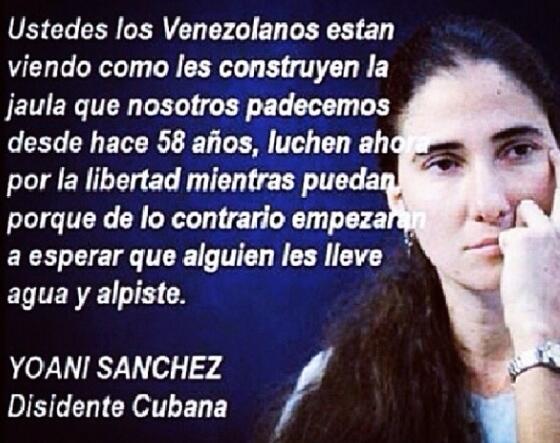 Ustedes los Venezolanos estan
viendo como les construyen la
jaula que nosotros padecemos
desde hace 58 años, luchen ahora
por la libertad mientras puedan,
porque de lo contrario empezaran
a esperar que alguien les lleve
agua y alpiste.
YOANI SANCHEZ
Disidente Cubana